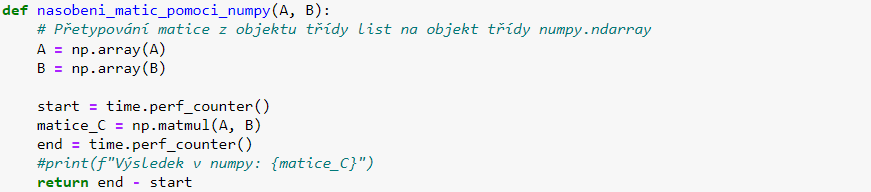 def nasobeni_matic_pomoci_numpy(A, B):
    # Přetypování matice z objektu třídy list na objekt třídy numpy.ndarray
    A = np.array(A)
    B = np.array(B)

    start = time.perf_counter()
    matice_C = np.matmul(A, B)
    end = time.perf_counter()
    #print(f"Výsledek v numpy: {matice_C}")
    return end - start